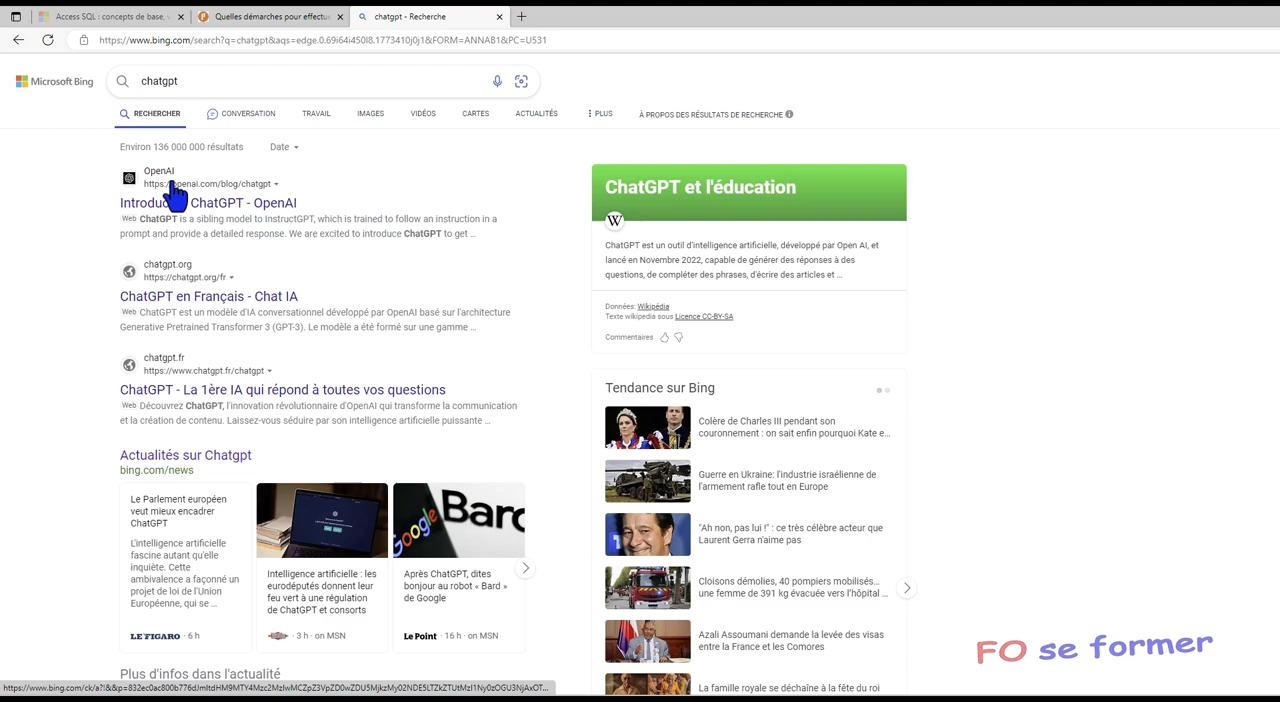 Access SQL : concepts de base, v
Quelles démarches pour effectue
chatgpt - Recherche
https://www.bing.com/search?q=chatgpt&aqs=edge.0.69i64i450l8.1773410j0j1&FORM=ANNAB1&PC=U531
Microsoft Bing
chatgpt
RECHERCHER
CONVERSATION
TRAVAIL
IMAGES
VIDÉOS
CARTES
ACTUALITÉS
PLUS
À PROPOS DES RÉSULTATS DE RECHERCHE
Environ 136 000 000 résultats
Date
OpenAI
https://openai.com/blog/chatgpt
ChatGPT - OpenAI
Web ChatGPT is a sibling model to InstructGPT, which is trained to follow an instruction in a
prompt and provide a detailed response. We are excited to introduce ChatGPT to get ...
chatgpt.org
https://chatgpt.org/fr
ChatGPT en Français - Chat IA
Web ChatGPT est un modèle d'IA conversationnel développé par OpenAI basé sur l'architecture
Generative Pretrained Transformer 3 (GPT-3). Le modèle a été formé sur une gamme ...
chatgpt.fr
https://www.chatgpt.fr/chatgpt
ChatGPT - La 1ère IA qui répond à toutes vos questions
Web Découvrez ChatGPT, l'innovation révolutionnaire d'OpenAI qui transforme la communication
et la création de contenu. Laissez-vous séduire par son intelligence artificielle puissante ...
Actualités sur Chatgpt
bing.com/news
Le Parlement européen
veut mieux encadrer
ChatGPT
L'intelligence artificielle
fascine autant qu'elle
inquiète. Cette
ambivalence a façonné un
projet de loi de l'Union
Européenne, qui se ...
LE FIGARO · 6 h
Intelligence artificielle : les
eurodéputés donnent leur
feu vert à une régulation
de ChatGPT et consorts
· 3 h · on MSN
Google Bard
Après ChatGPT, dites
bonjour au robot « Bard »
de Google
Le Point · 16 h · on MSN
Plus d'infos dans l'actualité
ChatGPT et l'éducation
W
ChatGPT est un outil d'intelligence artificielle, développé par Open AI, et
lancé en Novembre 2022, capable de générer des réponses à des
questions, de compléter des phrases, d'écrire des articles et ...
Données: Wikipédia
Texte wikipedia sous Licence CC-BY-SA
Commentaires
Tendance sur Bing
Colère de Charles III pendant son
couronnement : on sait enfin pourquoi Kate e...
Guerre en Ukraine: l'industrie israélienne de
l'armement rafle tout en Europe
"Ah non, pas lui !" : ce très célèbre acteur que
Laurent Gerra n'aime pas
Cloisons démolies, 40 pompiers mobilisés...
une femme de 391 kg évacuée vers l'hôpital ...
Azali Assoumani demande la levée des visas
entre la France et les Comores
La famille royale se déchaîne à la fête du roi
FO se former